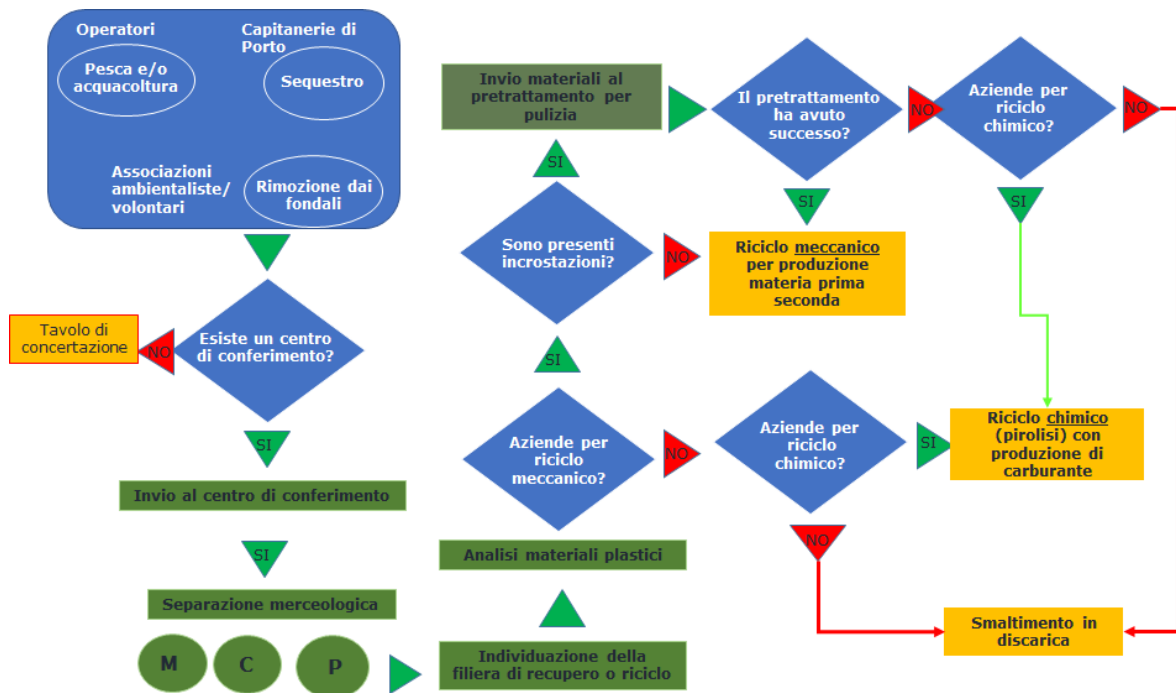 Operatori
Capitanerie di
Porto
Pesca e/o
acquacoltura
Sequestro
Associazioni
ambientaliste/
volontari
Rimozione dai
fondali
Esiste un centro
di conferimento?
NO
Tavolo di
concertazione
SI
Invio al centro di conferimento
SI
Separazione merceologica
M
C
P
Individuazione della
filiera di recupero o riciclo
Analisi materiali plastici
Aziende per
riciclo
meccanico?
SI
NO
Sono presenti
incrostazioni?
SI
NO
Invio materiali al
pretrattamento per
pulizia
Il pretrattamento
ha avuto
successo?
NO
SI
Riciclo meccanico
per produzione
materia prima
seconda
Aziende per
riciclo
chimico?
NO
SI
Aziende per
riciclo
chimico?
SI
NO
Riciclo chimico
(pirolisi) con
produzione di
carburante
Smaltimento in
discarica